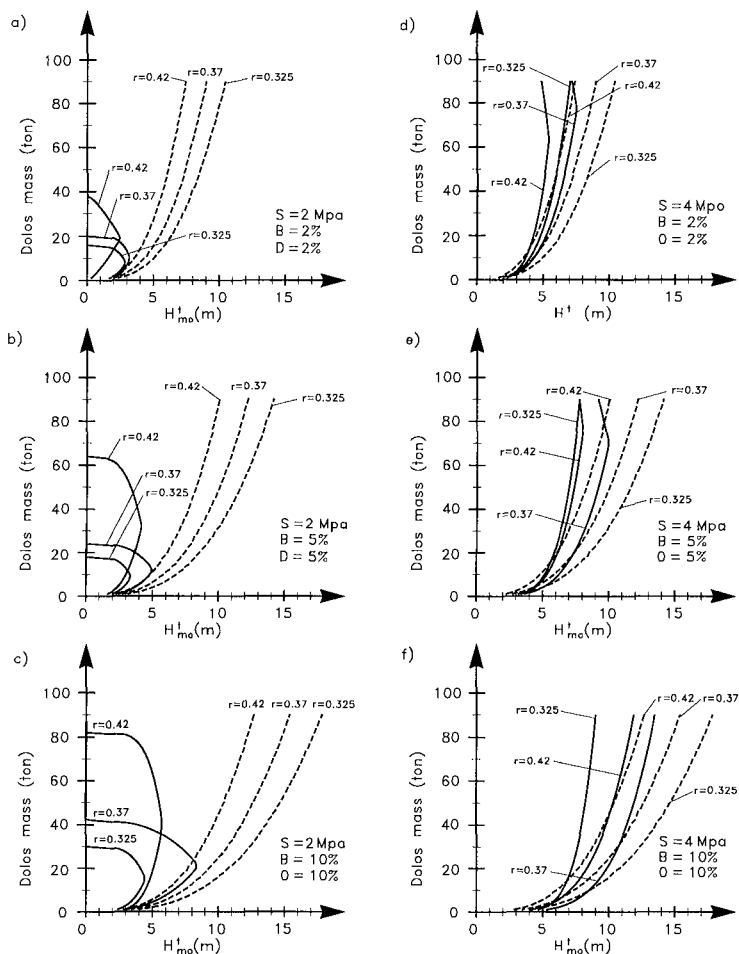 a)
Dolos mass (ton)
100
80
60
40
20
0
0
5
10
15
H^t_mo(m)
r=0.42
r=0.37
r=0.325
r=0.42
r=0.37
r=0.325
S = 2 Mpa
B = 2%
D = 2%
d)
Dolos mass (ton)
100
80
60
40
20
0
0
5
10
15
H^t (m)
r=0.325
r=0.37
r=0.42
r=0.37
r=0.325
r=0.42
S = 4 Mpo
B = 2%
O = 2%
b)
Dolos mass (ton)
100
80
60
40
20
0
0
5
10
15
H^t_mo(m)
r=0.42
r=0.37
r=0.325
r=0.42
r=0.37
r=0.325
S = 2 Mpa
B = 5%
D = 5%
e)
Dolos mass (ton)
100
80
60
40
20
0
0
5
10
15
H^t_mo(m)
r=0.42
r=0.37
r=0.325
r=0.42
r=0.325
r=0.37
S = 4 Mpa
B = 5%
O = 5%
c)
Dolos mass (ton)
100
80
60
40
20
0
0
5
10
15
H^t_mo(m)
r=0.42
r=0.37
r=0.325
r=0.42
r=0.37
r=0.325
S = 2 Mpa
B = 10%
O = 10%
f)
Dolos mass (ton)
100
80
60
40
20
0
0
5
10
15
H^t_mo(m)
r=0.325
r=0.42
r=0.37
r=0.42
r=0.325
r=0.37
S = 4 Mpa
B = 10%
O = 10%